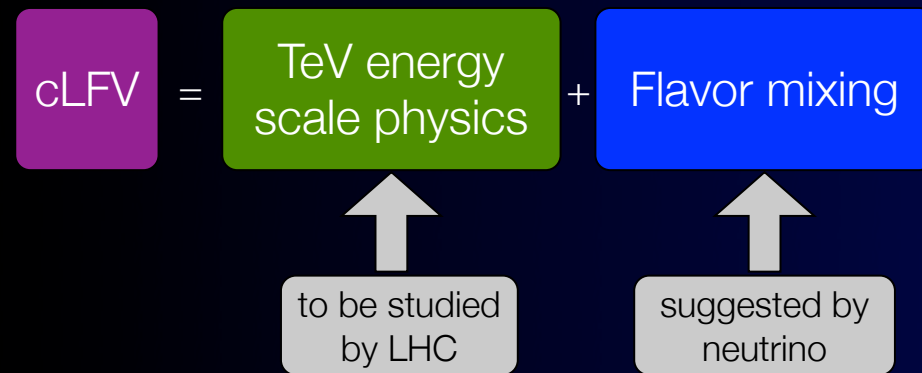 cLFV = TeV energy scale physics + Flavor mixing
to be studied by LHC
suggested by neutrino